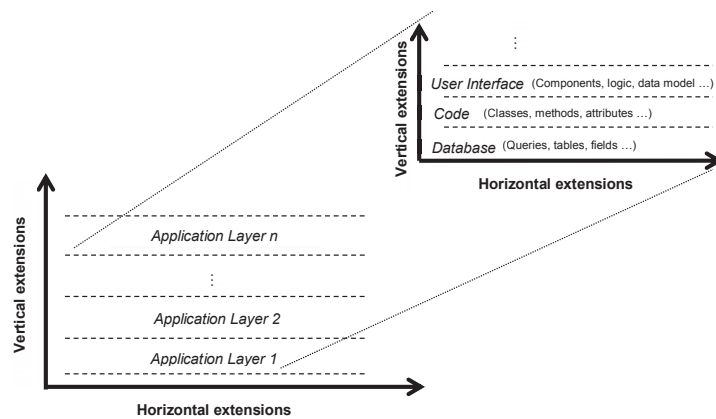 ⋮
User Interface (Components, logic, data model ...)
Code (Classes, methods, attributes ...)
Database (Queries, tables, fields ...)
Vertical extensions
Horizontal extensions
Application Layer n
⋮
Application Layer 2
Application Layer 1
Vertical extensions
Horizontal extensions